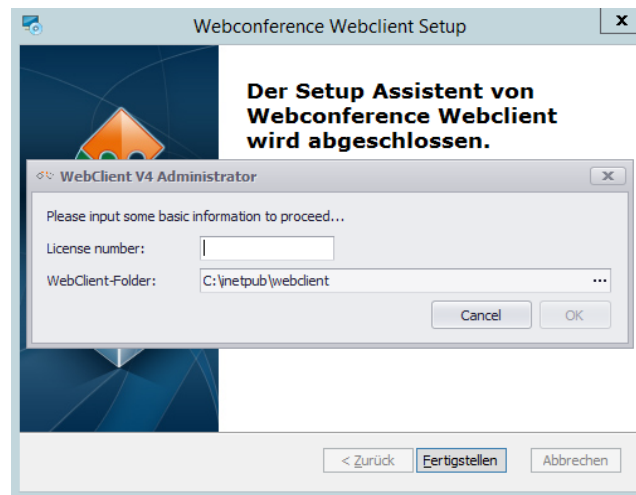 Webconference Webclient Setup
x
Der Setup Assistent von
Webconference Webclient
wird abgeschlossen.
WebClient V4 Administrator
x
Please input some basic information to proceed...
License number:
WebClient-Folder: C:\inetpub\webclient ...
Cancel OK
< Zurück Fertigstellen Abbrechen